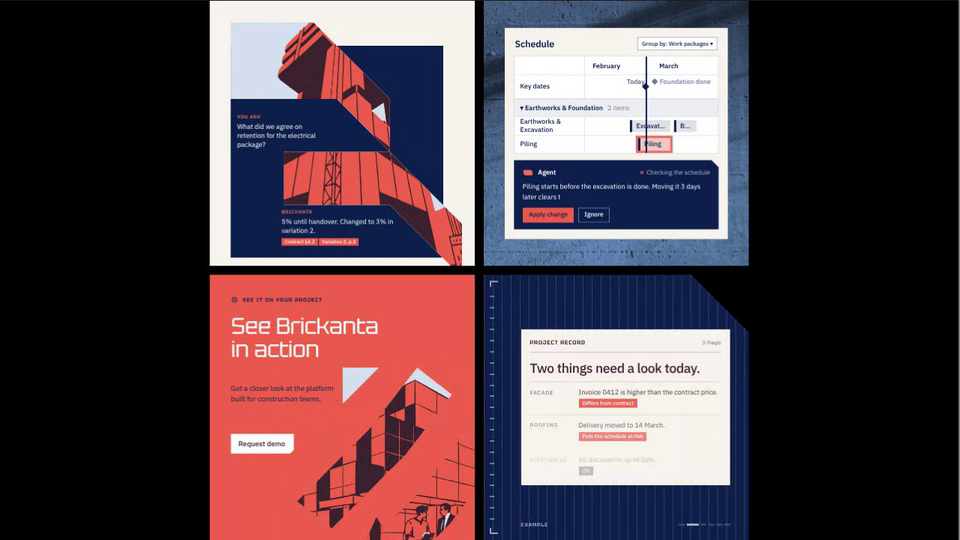 YOU ASK
What did we agree on
retention for the electrical
package?
BRICKANTA
5% until handover. Changed to 3% in
variation 2.
Contract §4.2
Variation 2, p.3
Schedule
Group by: Work packages ▾
February
March
Key dates
Today
Foundation done
▾ Earthworks & Foundation 2 items
Earthworks &
Excavation
Excavat...
B...
Piling
Piling
Agent
Checking the schedule
Piling starts before the excavation is done. Moving it 3 days
later clears t
Apply change
Ignore
SEE IT ON YOUR PROJECT
See Brickanta
in action
Get a closer look at the platform
built for construction teams.
Request demo
PROJECT RECORD
3 flags
Two things need a look today.
FACADE
Invoice 0412 is higher than the contract price.
Differs from contract
ROOFING
Delivery moved to 14 March.
Puts the schedule at risk
ELECTRICAL
All documents up to date
OK
EXAMPLE